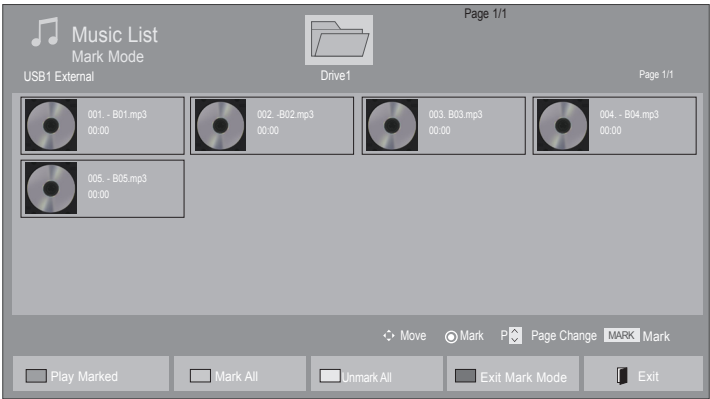 Page 1/1
Music List
Mark Mode
USB1 External
Drive1
Page 1/1
001. - B01.mp3
00:00
002. -B02.mp3
00:00
003. B03.mp3
00:00
004. - B04.mp3
00:00
005. - B05.mp3
00:00
Move Mark P Page Change MARK Mark
Play Marked Mark All Unmark All Exit Mark Mode Exit